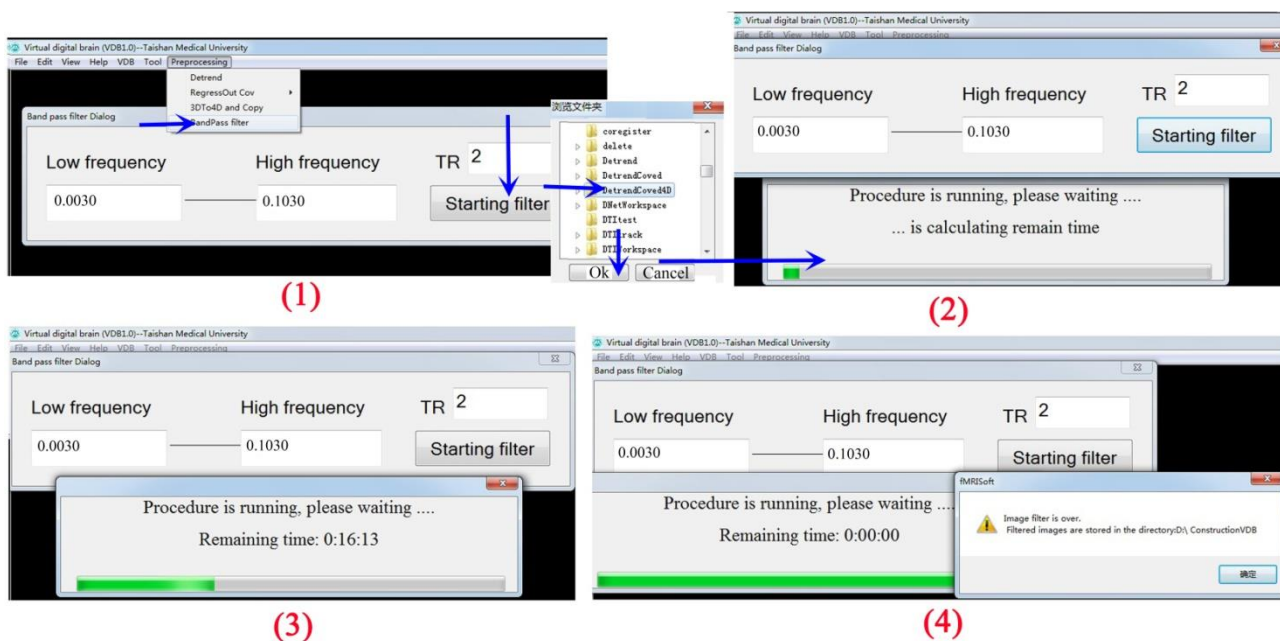 Virtual digital brain (VDB1.0)--Taishan Medical University
File Edit View Help VDB Tool Preprocessing
Detrend
RegressOut Cov
3DTo4D and Copy
BandPass filter
Band pass filter Dialog
Low frequency High frequency TR 2
0.0030 0.1030 Starting filter
浏览文件夹
coregister
delete
Detrend
DetrendCoved
DetrendCoved4D
DNetWorkspace
DTItest
DTITrack
DTIWorkspace
Ok Cancel
(1)
Virtual digital brain (VDB1.0)--Taishan Medical University
File Edit View Help VDB Tool Preprocessing
Band pass filter Dialog
Low frequency High frequency TR 2
0.0030 0.1030 Starting filter
Procedure is running, please waiting ....
... is calculating remain time
(2)
Virtual digital brain (VDB1.0)--Taishan Medical University
File Edit View Help VDB Tool Preprocessing
Band pass filter Dialog
Low frequency High frequency TR 2
0.0030 0.1030 Starting filter
Procedure is running, please waiting ....
Remaining time: 0:16:13
(3)
Virtual digital brain (VDB1.0)--Taishan Medical University
File Edit View Help VDB Tool Preprocessing
Band pass filter Dialog
Low frequency High frequency TR 2
0.0030 0.1030 Starting filter
Procedure is running, please waiting ....
Remaining time: 0:00:00
fMRISoft
Image filter is over.
Filtered images are stored in the directory:D:\ ConstructionVDB
确定
(4)